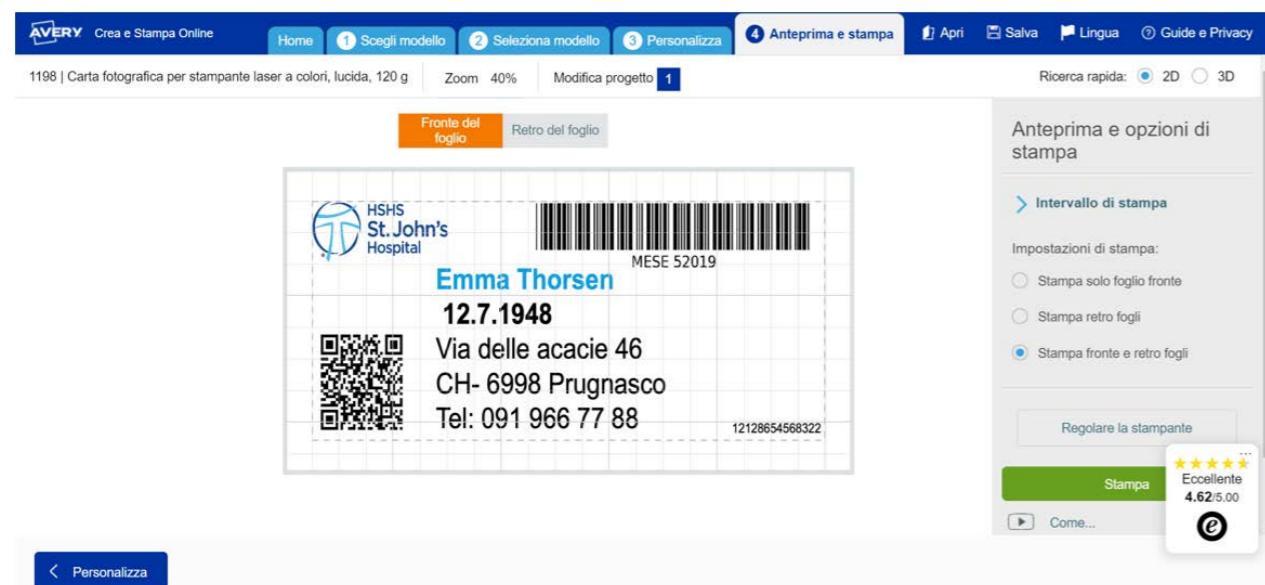 AVERY Crea e Stampa Online
Home
1 Scegli modello
2 Seleziona modello
3 Personalizza
4 Anteprima e stampa
Apri
Salva
Lingua
Guide e Privacy
1198 | Carta fotografica per stampante laser a colori, lucida, 120 g
Zoom 40%
Modifica progetto 1
Ricerca rapida: 2D 3D
Fronte del
foglio
Retro del foglio
HSHS
St. John's
Hospital
MESE 52019
Emma Thorsen
12.7.1948
Via delle acacie 46
CH- 6998 Prugnasco
Tel: 091 966 77 88
12128654568322
Anteprima e opzioni di
stampa
Intervallo di stampa
Impostazioni di stampa:
Stampa solo foglio fronte
Stampa retro fogli
Stampa fronte e retro fogli
Regolare la stampante
Stampa
Come...
...
Eccellente
4.62/5.00
e
Personalizza